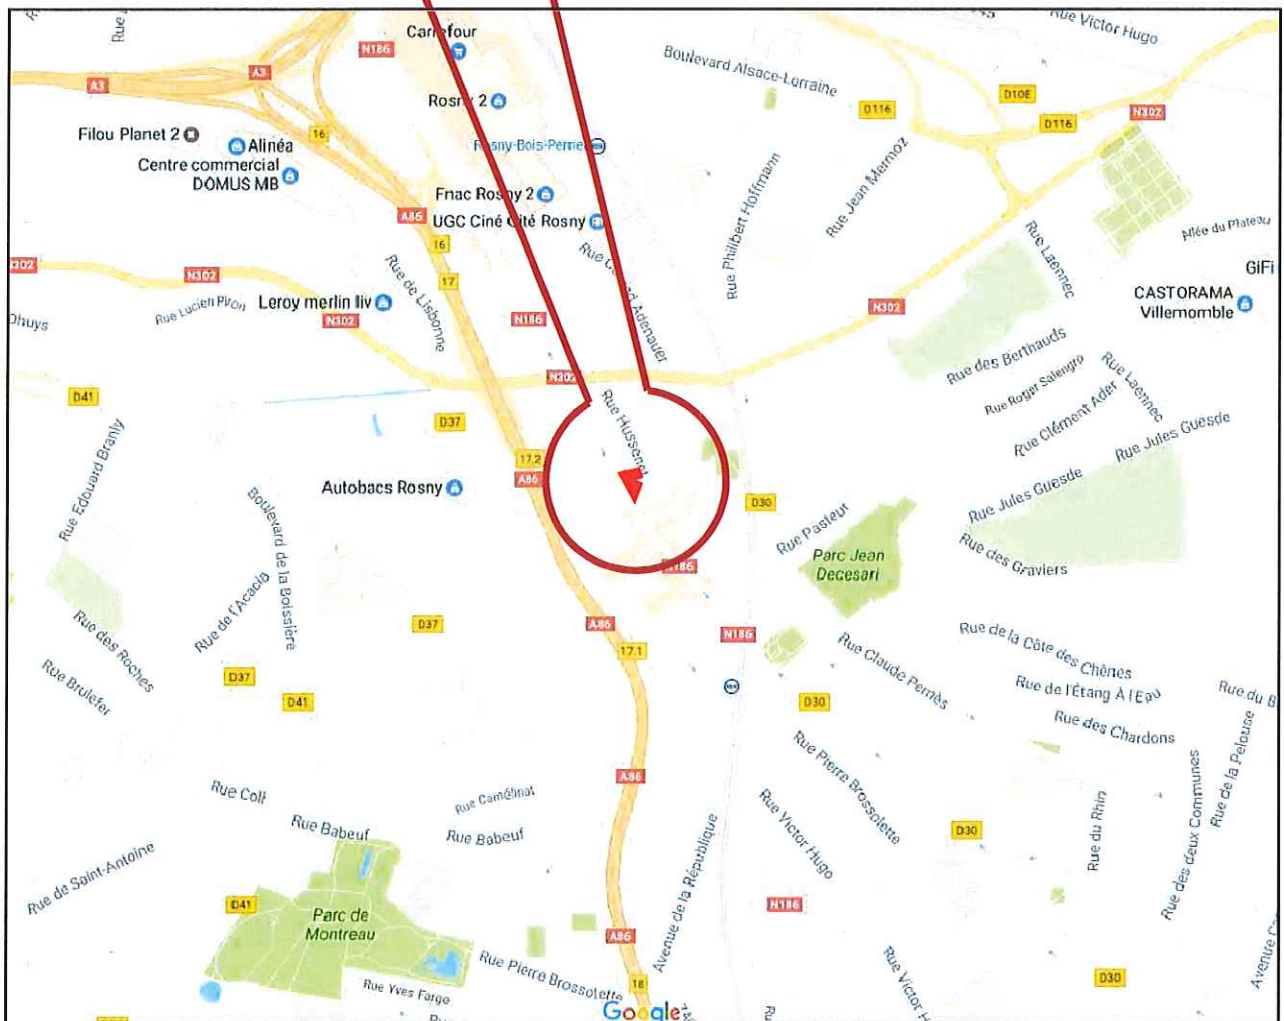 Rue Victor Hugo
Carrefour
N186
Boulevard Alsace-Lorraine
A3
A3
D10E
Rosny 2
D116
N302
D116
Filou Planet 2
16
Alinéa
Rosny-Bois-Perrier
Centre commercial
DOMUS MB
Rue Jean Mermoz
Rue Philibert Hoffmann
Fnac Rosny 2
A86
UGC Ciné Cité Rosny
Allée du Plateau
16
Rue Laennec
N302
N302
GiFi
Rue de Lisbonne
17
CASTORAMA
Villemomble
Leroy merlin liv
Rue Lucien Piron
N302
N186
N302
Adenauer
Dhuys
Rue des Berthauds
Rue Roger Salengro
Rue Laennec
N302
D41
Rue Clément Ader
Rue Hussenet
D37
Rue Jules Guesde
Rue Edouard Branly
17.2
A86
Autobacs Rosny
D30
Rue Jules Guesde
Boulevard de la Boissière
Rue Pasteur
Parc Jean
Decesari
Rue des Graviers
N186
Rue de l'Acacia
D37
A86
N186
17.1
Rue des Roches
Rue de la Côte des Chênes
Rue Claude Pernès
Rue Brulefer
D37
Rue de l'Étang À l'Eau
D41
D30
Rue du B
Rue des Chardons
Rue Pierre Brossolette
A86
Rue de la Pelouse
Rue Coli
Rue Camélinat
Rue Babeuf
Rue Babeuf
Rue Victor Hugo
D30
Rue du Rhin
Rue des deux Communes
Rue de Saint-Antoine
Avenue de la République
D41
Parc de
Montreau
N186
A86
Rue Pierre Brossolette
Rue Victor H
D30
Avenue
18
Rue Yves Farge
Google